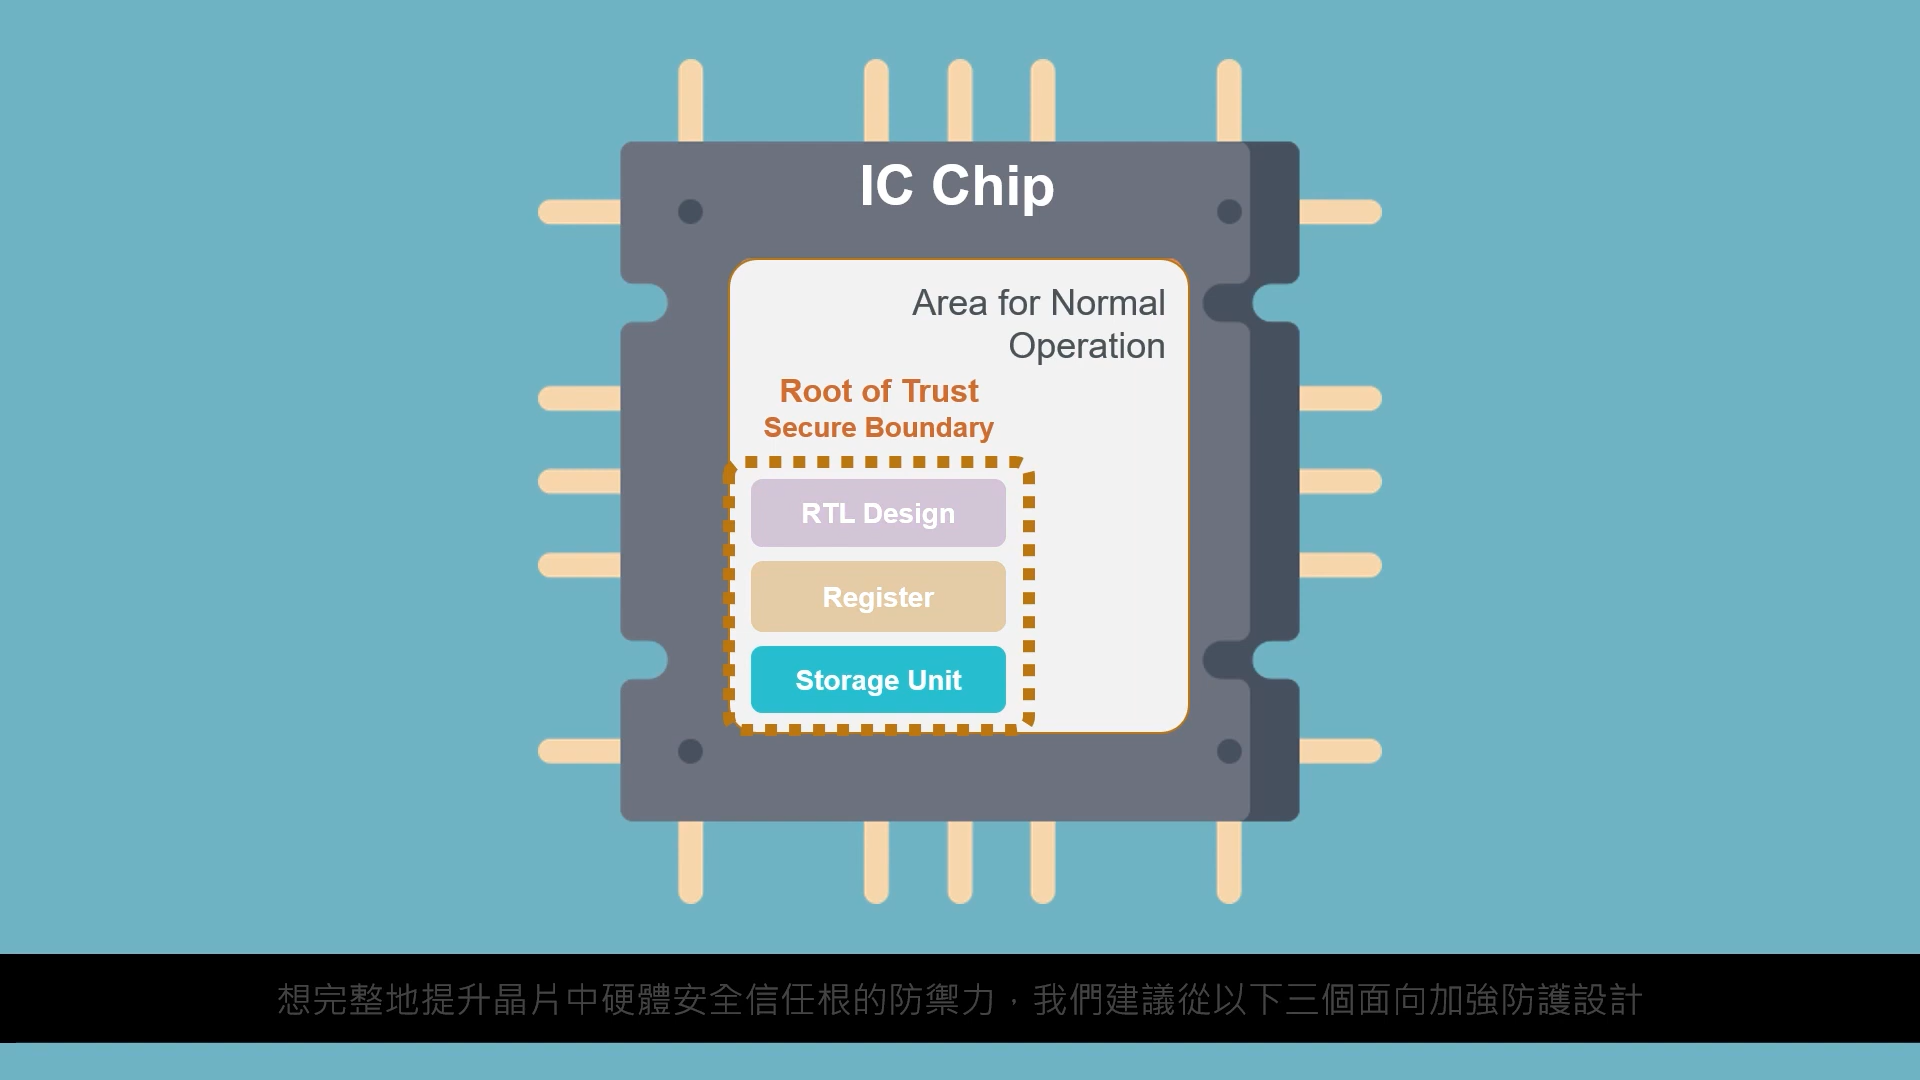 IC Chip
Area for Normal
Operation
Root of Trust
Secure Boundary
RTL Design
Register
Storage Unit
想完整地提升晶片中硬體安全信任根的防禦力，我們建議從以下三個面向加強防護設計